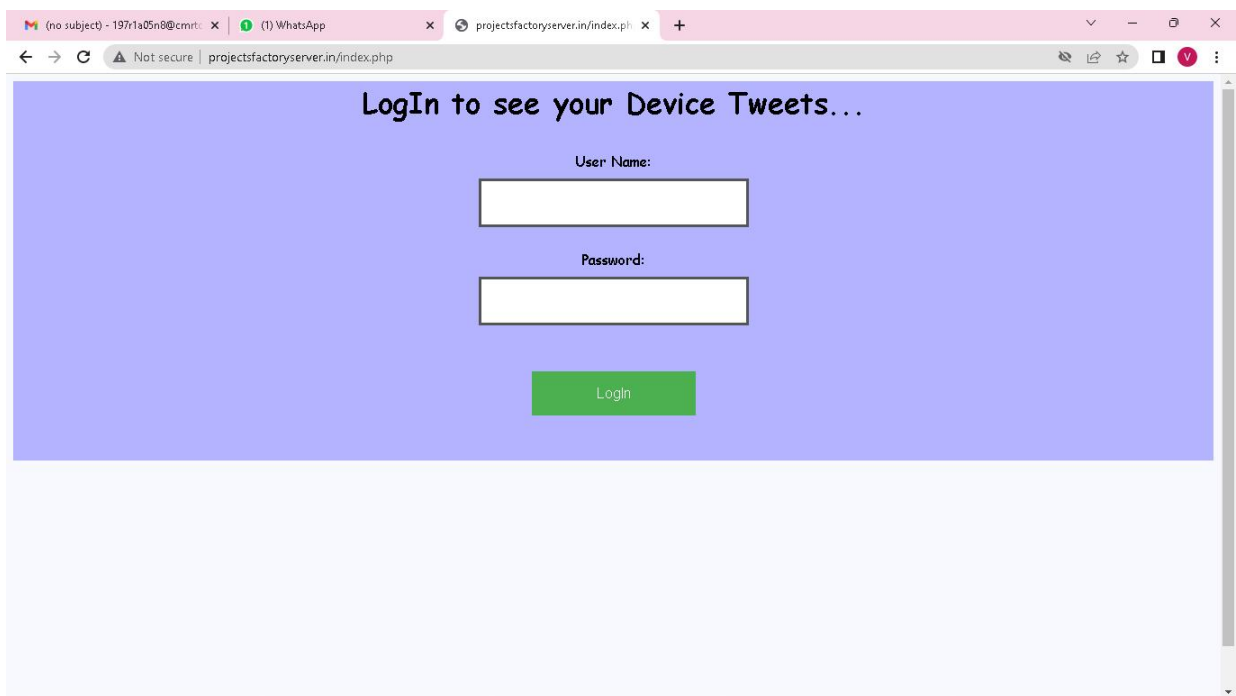 (no subject) - 197r1a05n8@cmrtc
(1) WhatsApp
projectsfactoryserver.in/index.ph
Not secure | projectsfactoryserver.in/index.php
V
LogIn to see your Device Tweets...
User Name:
Password:
LogIn